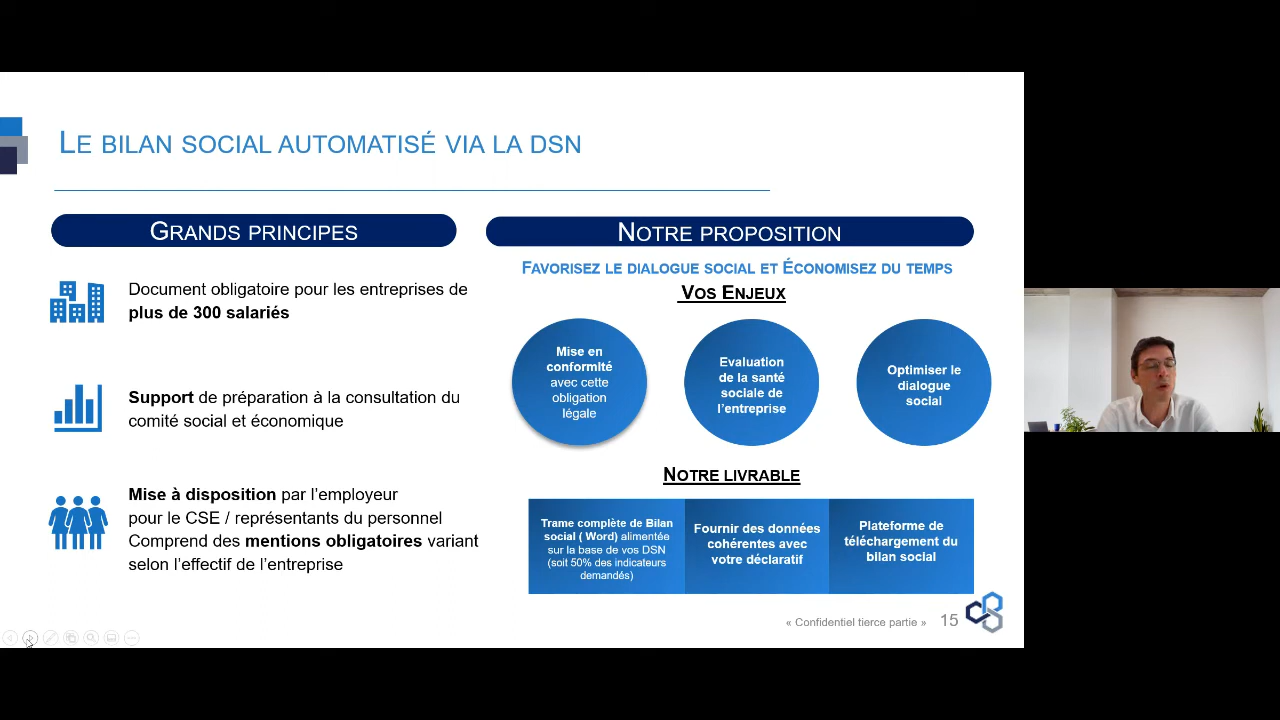 LE BILAN SOCIAL AUTOMATISÉ VIA LA DSN
GRANDS PRINCIPES
Document obligatoire pour les entreprises de
plus de 300 salariés
Support de préparation à la consultation du
comité social et économique
Mise à disposition par l'employeur
pour le CSE / représentants du personnel
Comprend des mentions obligatoires variant
selon l'effectif de l'entreprise
NOTRE PROPOSITION
FAVORISEZ LE DIALOGUE SOCIAL ET ÉCONOMISEZ DU TEMPS
VOS ENJEUX
Mise en
conformité
avec cette
obligation
légale
Evaluation
de la santé
sociale de
l'entreprise
Optimiser le
dialogue
social
NOTRE LIVRABLE
Trame complète de Bilan
social ( Word) alimentée
sur la base de vos DSN
(soit 50% des indicateurs
demandés)
Fournir des données
cohérentes avec
votre déclaratif
Plateforme de
téléchargement du
bilan social
« Confidentiel tierce partie »
15